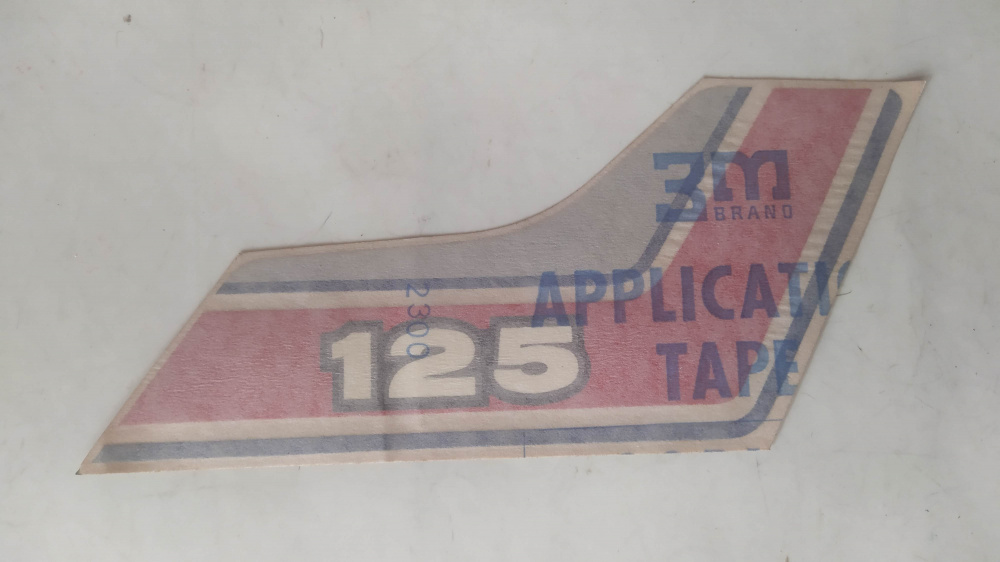 3M
BRAND
APPLICATI
TAPE
2300
125